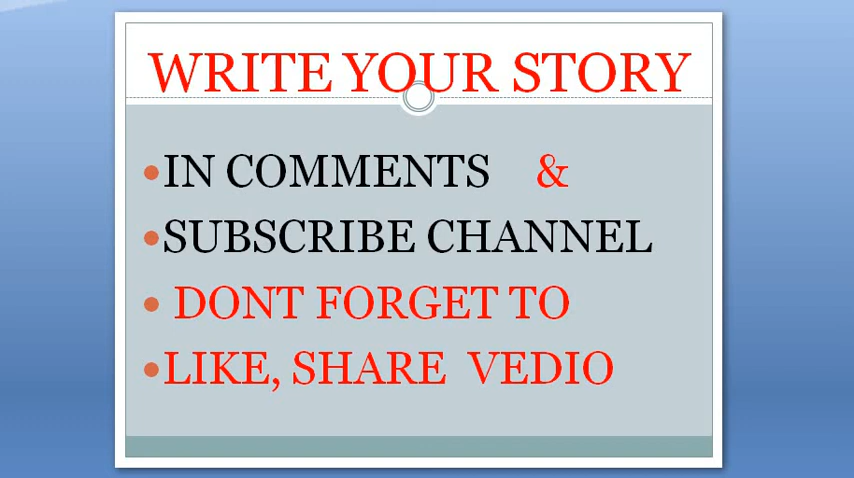 WRITE YOUR STORY
IN COMMENTS &
SUBSCRIBE CHANNEL
DONT FORGET TO
LIKE, SHARE VEDIO